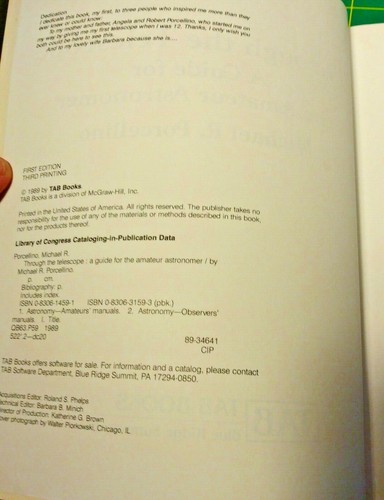 Dedication
I dedicate this book, my first, to three people who inspired me more than they
ever knew or could know:
To my mother and father, Angela and Robert Porcellino, who started me on
my way by giving me my first telescope when I was 12. Thanks, I only wish you
both could be here to see this.
And to my lovely wife Barbara because she is....
FIRST EDITION
THIRD PRINTING
© 1989 by TAB Books
TAB Books is a division of McGraw-Hill, Inc.
Printed in the United States of America. All rights reserved. The publisher takes no
responsibility for the use of any of the materials or methods described in this book,
nor for the products thereof.
Library of Congress Cataloging-in-Publication Data
Porcellino, Michael R.
Through the telescope : a guide for the amateur astronomer / by
Michael R. Porcellino.
p. cm.
Bibliography: p.
Includes index.
ISBN 0-8306-1459-1 ISBN 0-8306-3159-3 (pbk.)
1. Astronomy—Amateurs' manuals. 2. Astronomy—Observers'
manuals. I. Title.
QB63.P59 1989
522'.2—dc20 89-34641
CIP
TAB Books offers software for sale. For information and a catalog, please contact
TAB Software Department, Blue Ridge Summit, PA 17294-0850.
Acquisitions Editor: Roland S. Phelps
Technical Editor: Barbara B. Minich
Director of Production: Katherine G. Brown
Cover photograph by Walter Piorkowski, Chicago, IL